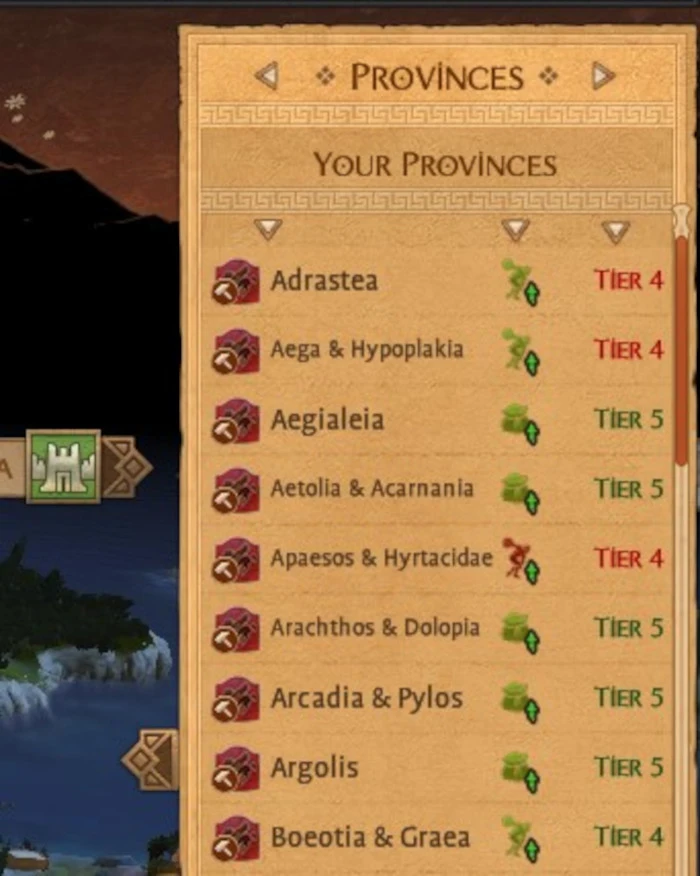 PROVINCES
YOUR PROVINCES
Adrastea TIER 4
Aega & Hypoplakia TIER 4
Aegialeia TIER 5
Aetolia & Acarnania TIER 5
Apaesos & Hyrtacidae TIER 4
Arachthos & Dolopia TIER 5
Arcadia & Pylos TIER 5
Argolis TIER 5
Boeotia & Graea TIER 4
A